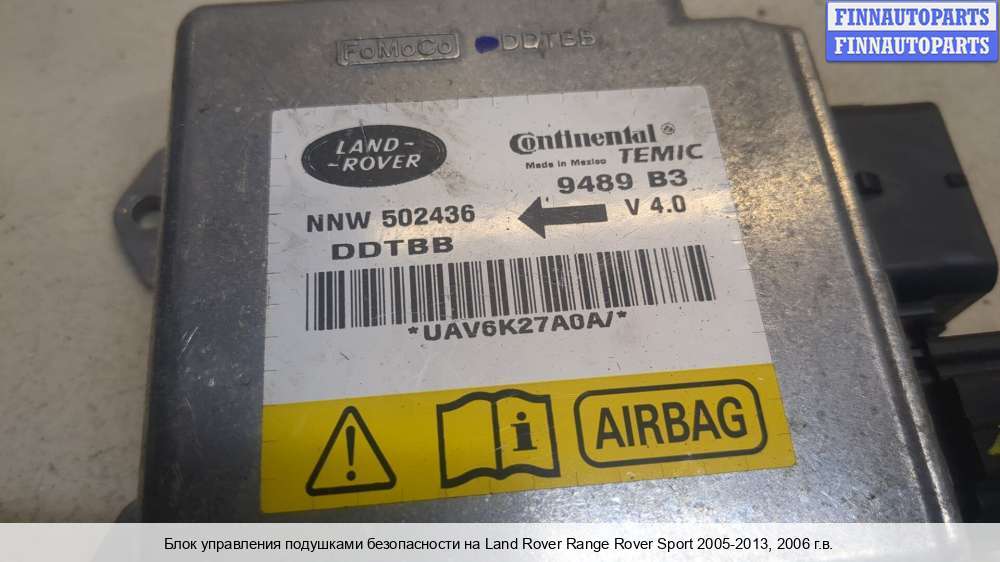 FINNAUTOPARTS
FINNAUTOPARTS
FoMoCo DDTBB
LAND-
-ROVER
Continental
Made in Mexico TEMIC
9489 B3
NNW 502436 V 4.0
DDTBB
*UAV6K27A0A/*
AIRBAG
Блок управления подушками безопасности на Land Rover Range Rover Sport 2005-2013, 2006 г.в.